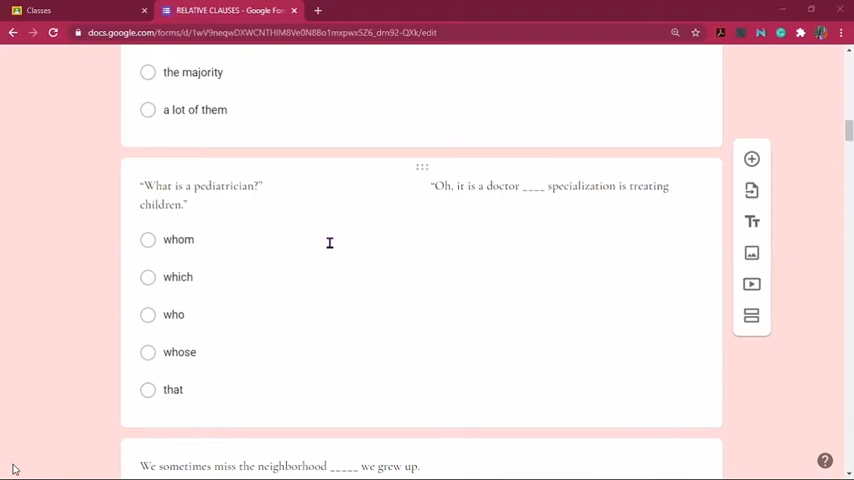 Classes
RELATIVE CLAUSES - Google For
docs.google.com/forms/d/1wV9neqwDXWCNTHIM8Ve0N8Bo1mxpwx5Z6_drn92-QXk/edit
the majority
a lot of them
“What is a pediatrician?” “Oh, it is a doctor ____ specialization is treating
children.”
whom
which
who
whose
that
We sometimes miss the neighborhood _____ we grew up.